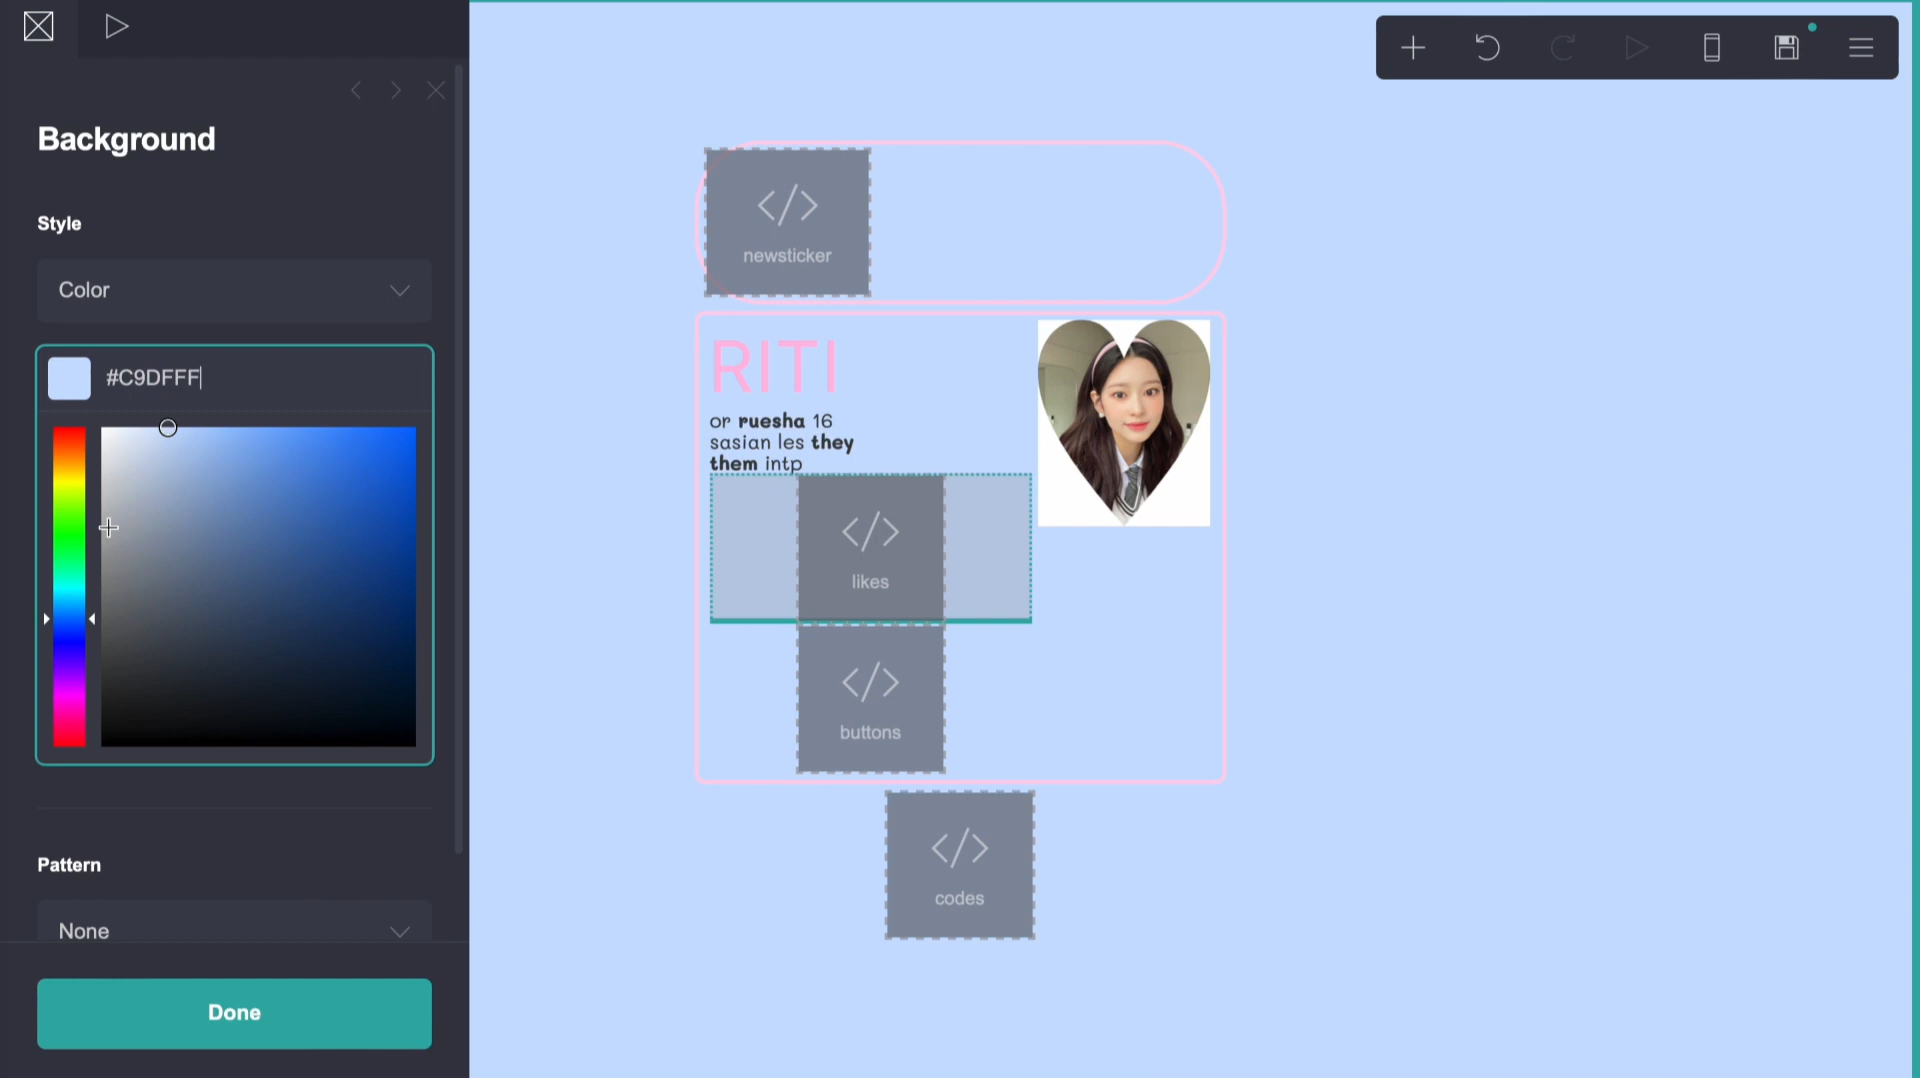 Background
Style
Color
#C9DFFF
Pattern
None
Done
newsticker
RITI
or ruesha 16
sasian les they
them intp
likes
buttons
codes